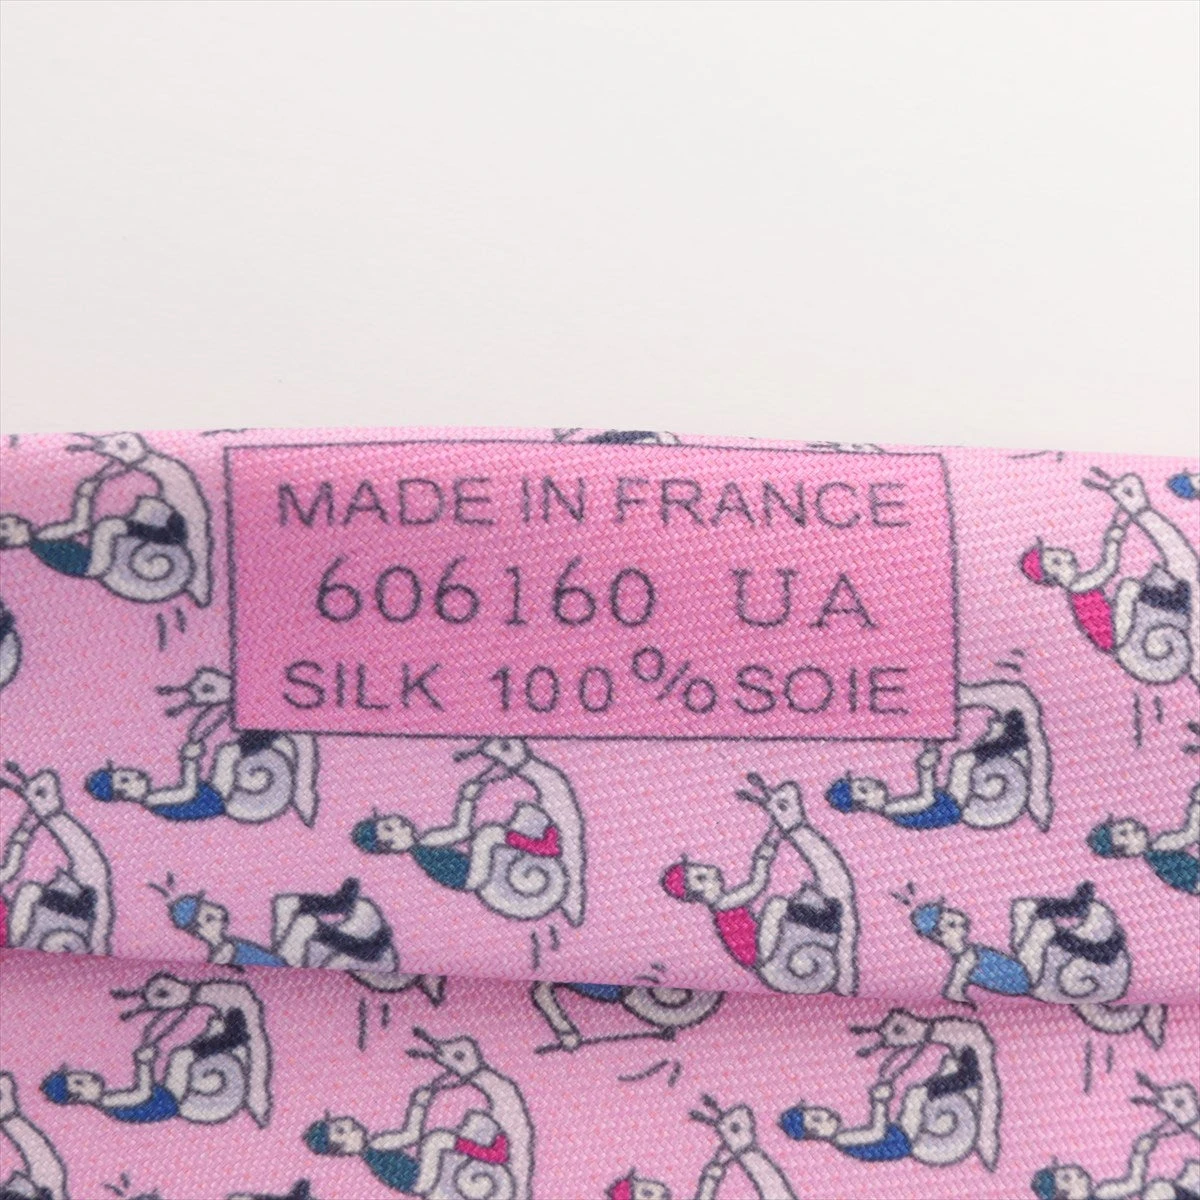 MADE IN FRANCE
606160 UA
SILK 100% SOIE